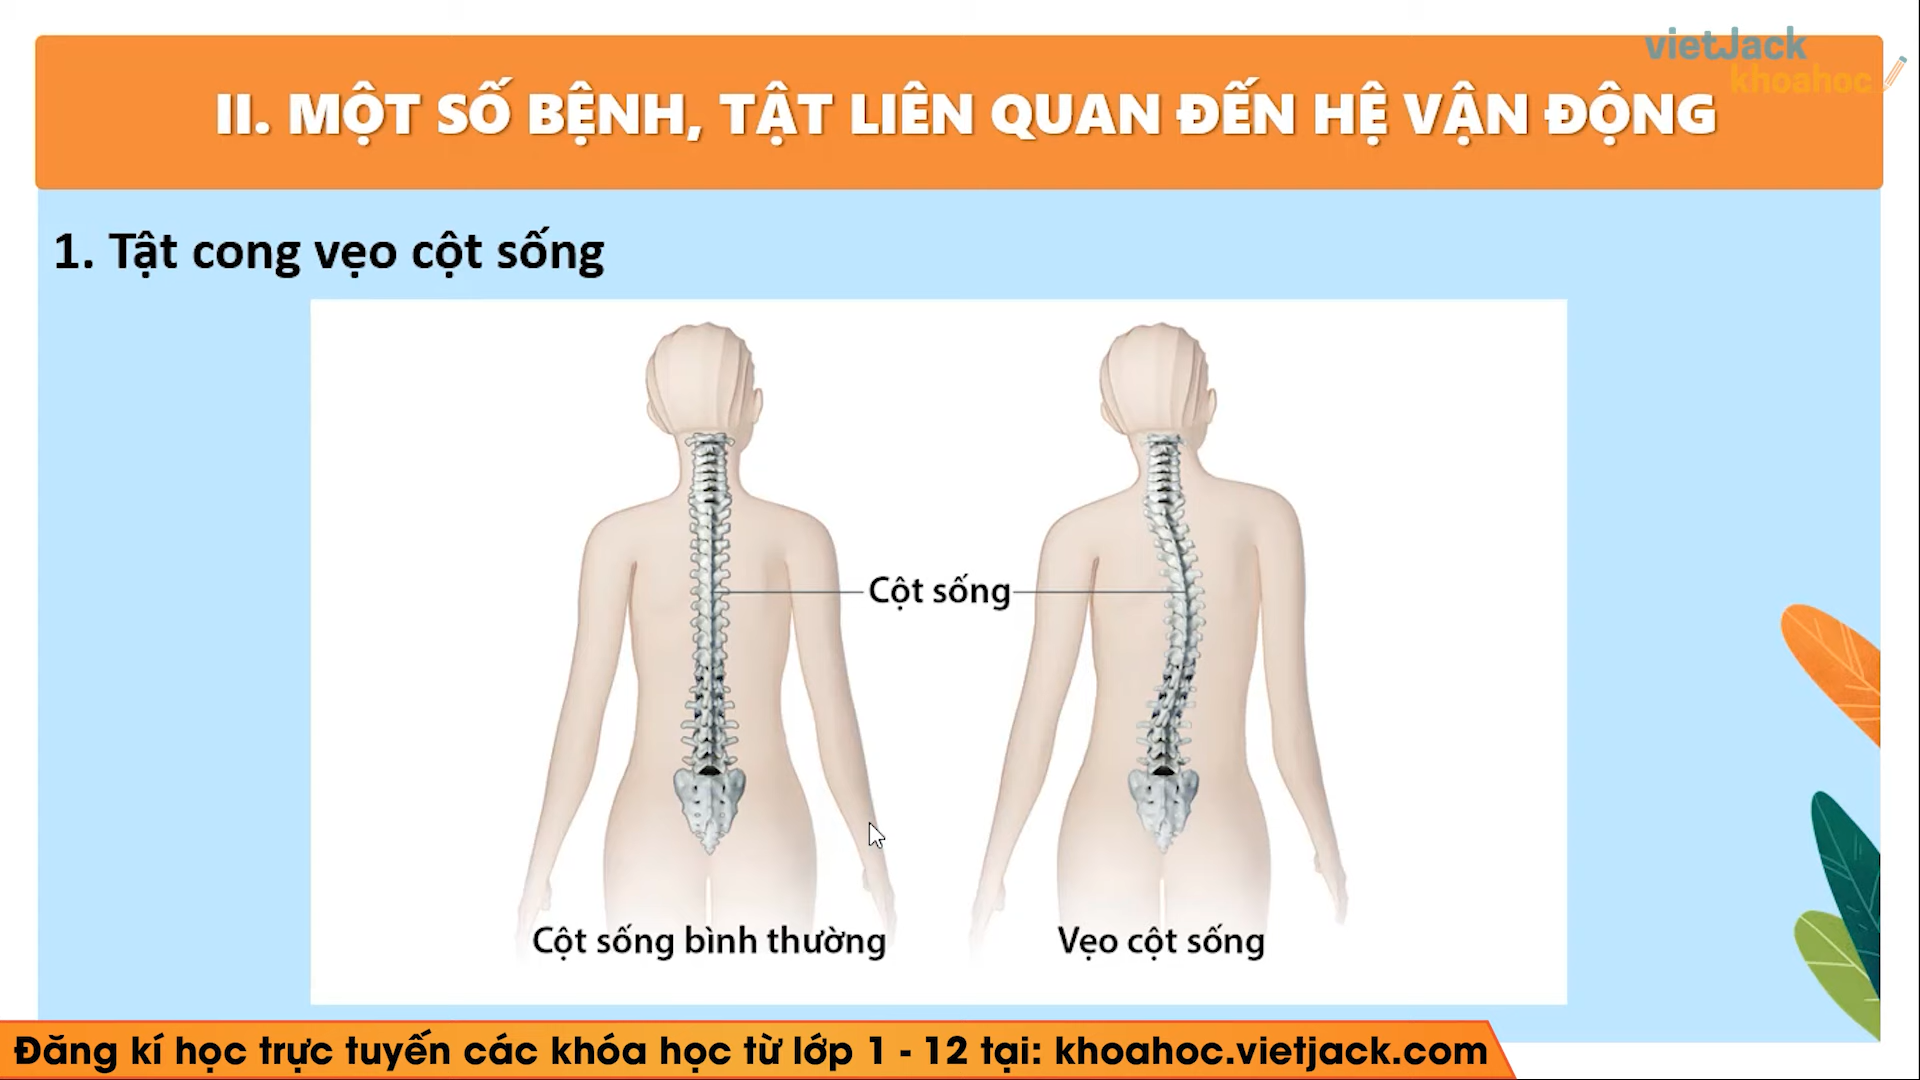 vietJack
khoahoc
II. MỘT SỐ BỆNH, TẬT LIÊN QUAN ĐẾN HỆ VẬN ĐỘNG
1. Tật cong vẹo cột sống
Cột sống
Cột sống bình thường
Vẹo cột sống
Đăng kí học trực tuyến các khóa học từ lớp 1 - 12 tại: khoahoc.vietjack.com